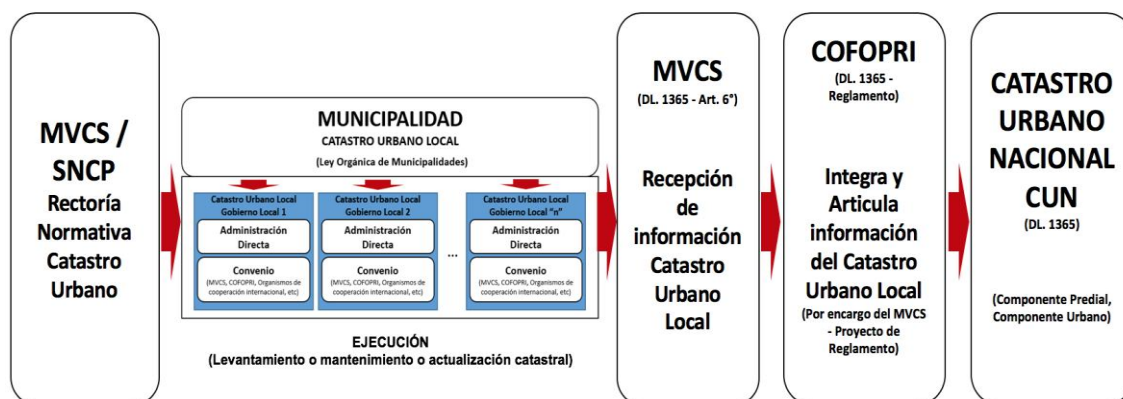 MVCS /
SNCP
Rectoría
Normativa
Catastro
Urbano
MUNICIPALIDAD
CATASTRO URBANO LOCAL
(Ley Orgánica de Municipalidades)
Catastro Urbano Local
Gobierno Local 1
Administración
Directa
Convenio
(MVCS, COFOPRI, Organismos de
cooperación internacional, etc)
Catastro Urbano Local
Gobierno Local 2
Administración
Directa
Convenio
(MVCS, COFOPRI, Organismos de
cooperación internacional, etc)
...
Catastro Urbano Local
Gobierno Local "n"
Administración
Directa
Convenio
(MVCS, COFOPRI, Organismos de
cooperación internacional, etc)
EJECUCIÓN
(Levantamiento o mantenimiento o actualización catastral)
MVCS
(DL. 1365 - Art. 6°)
Recepción
de
información
Catastro
Urbano
Local
COFOPRI
(DL. 1365 -
Reglamento)
Integra y
Articula
información
del Catastro
Urbano Local
(Por encargo del MVCS
- Proyecto de
Reglamento)
CATASTRO
URBANO
NACIONAL
CUN
(DL. 1365)
(Componente Predial,
Componente Urbano)